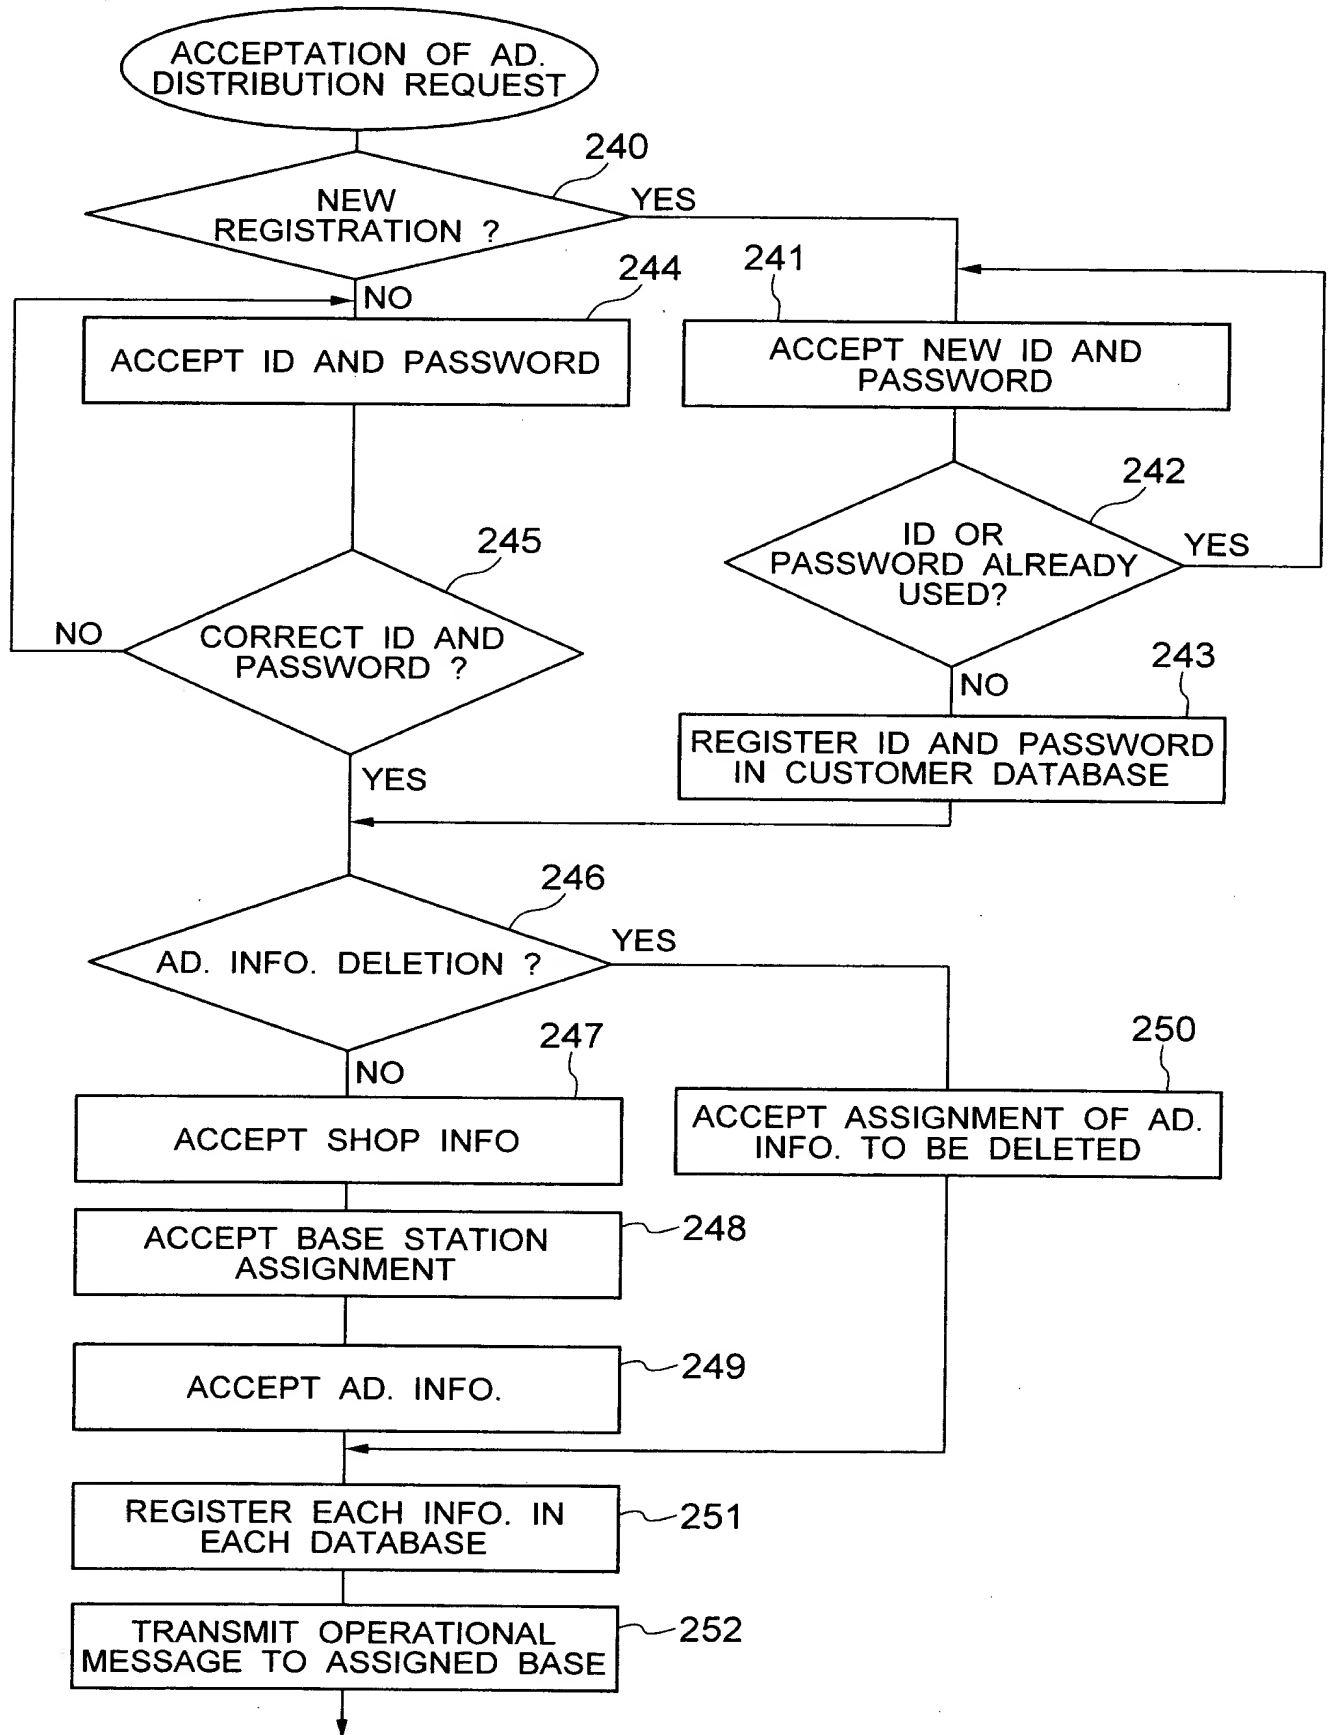 ACCEPTATION OF AD.
DISTRIBUTION REQUEST
240
NEW
REGISTRATION ?
YES
NO
244
ACCEPT ID AND PASSWORD
241
ACCEPT NEW ID AND
PASSWORD
242
ID OR
PASSWORD ALREADY
USED?
YES
NO
245
CORRECT ID AND
PASSWORD ?
NO
YES
243
REGISTER ID AND PASSWORD
IN CUSTOMER DATABASE
246
AD. INFO. DELETION ?
YES
NO
247
ACCEPT SHOP INFO
250
ACCEPT ASSIGNMENT OF AD.
INFO. TO BE DELETED
ACCEPT BASE STATION
ASSIGNMENT
248
ACCEPT AD. INFO.
249
REGISTER EACH INFO. IN
EACH DATABASE
251
TRANSMIT OPERATIONAL
MESSAGE TO ASSIGNED BASE
252